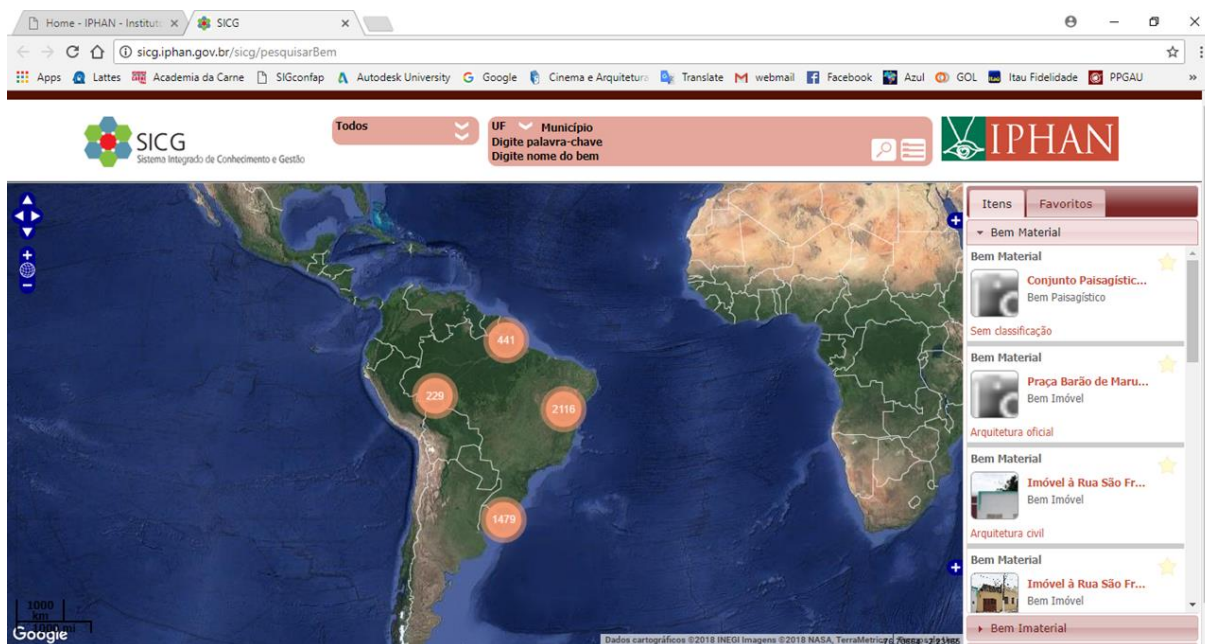 Home - IPHAN - Institut
SICG
sicg.iphan.gov.br/sicg/pesquisarBem
Apps Lattes Academia da Carne SIGconfap Autodesk University Google Cinema e Arquitetura Translate webmail Facebook Azul GOL Itau Fidelidade PPGAU »
SICG
Sistema Integrado de Conhecimento e Gestão
Todos
UF Município
Digite palavra-chave
Digite nome do bem
IPHAN
Itens Favoritos
Bem Material
Bem Material
Conjunto Paisagístic...
Bem Paisagístico
Sem classificação
Bem Material
Praça Barão de Maru...
Bem Imóvel
Arquitetura oficial
Bem Material
Imóvel à Rua São Fr...
Bem Imóvel
Arquitetura civil
Bem Material
Imóvel à Rua São Fr...
Bem Imóvel
Bem Imaterial
441
229
2116
1479
1000
km
1000 mi
Google
Dados cartográficos ©2018 INEGI Imagens ©2018 NASA, TerraMetrics